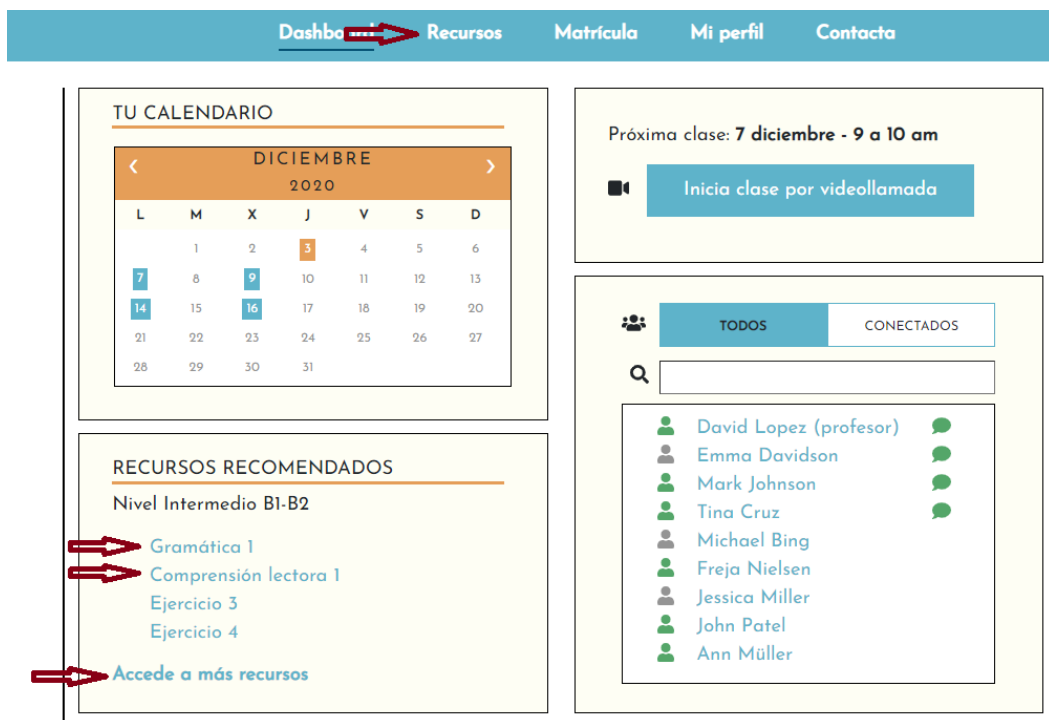 Dashboard Recursos Matrícula Mi perfil Contacta
TU CALENDARIO
DICIEMBRE
2020
L M X J V S D
1 2 3 4 5 6
7 8 9 10 11 12 13
14 15 16 17 18 19 20
21 22 23 24 25 26 27
28 29 30 31
RECURSOS RECOMENDADOS
Nivel Intermedio B1-B2
Gramática 1
Comprensión lectora 1
Ejercicio 3
Ejercicio 4
Accede a más recursos
Próxima clase: 7 diciembre - 9 a 10 am
Inicia clase por videollamada
TODOS CONECTADOS
David Lopez (profesor)
Emma Davidson
Mark Johnson
Tina Cruz
Michael Bing
Freja Nielsen
Jessica Miller
John Patel
Ann Müller